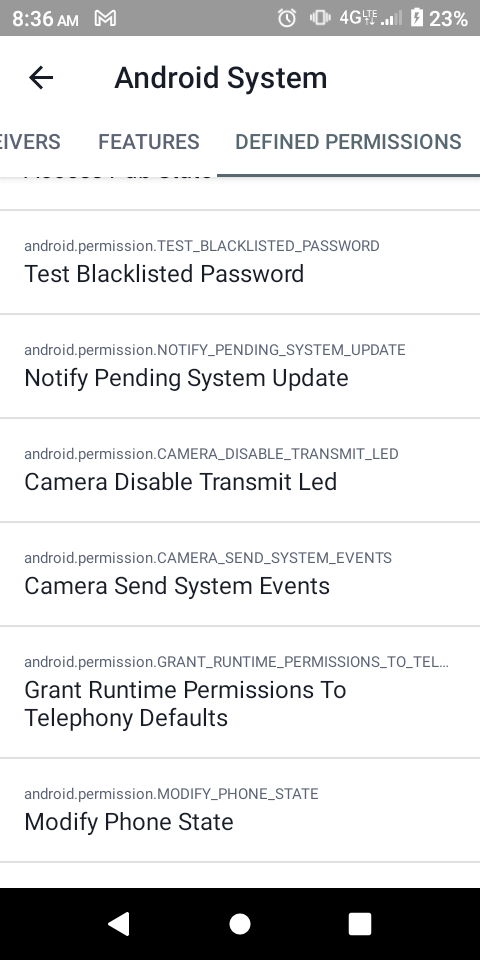 8:36 AM 4G LTE 23%
Android System
EIVERS FEATURES DEFINED PERMISSIONS
android.permission.TEST_BLACKLISTED_PASSWORD
Test Blacklisted Password
android.permission.NOTIFY_PENDING_SYSTEM_UPDATE
Notify Pending System Update
android.permission.CAMERA_DISABLE_TRANSMIT_LED
Camera Disable Transmit Led
android.permission.CAMERA_SEND_SYSTEM_EVENTS
Camera Send System Events
android.permission.GRANT_RUNTIME_PERMISSIONS_TO_TEL...
Grant Runtime Permissions To
Telephony Defaults
android.permission.MODIFY_PHONE_STATE
Modify Phone State